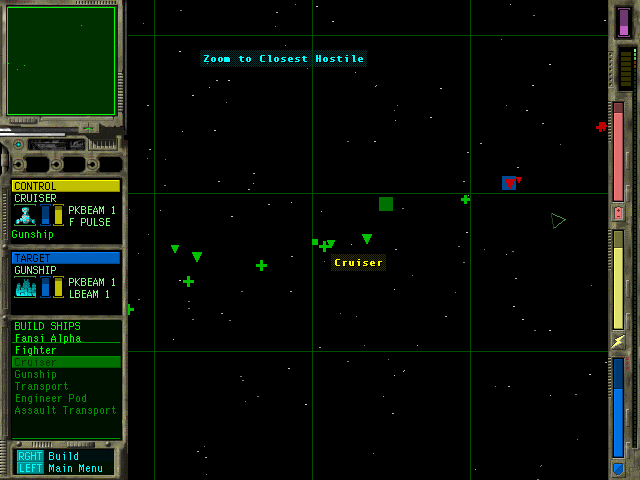 Zoom to Closest Hostile
CONTROL
CRUISER
PKBEAM 1
F PULSE
Gunship
Cruiser
TARGET
GUNSHIP
PKBEAM 1
LBEAM 1
BUILD SHIPS
Fansi Alpha
Fighter
Cruiser
Gunship
Transport
Engineer Pod
Assault Transport
RGHT Build
LEFT Main Menu